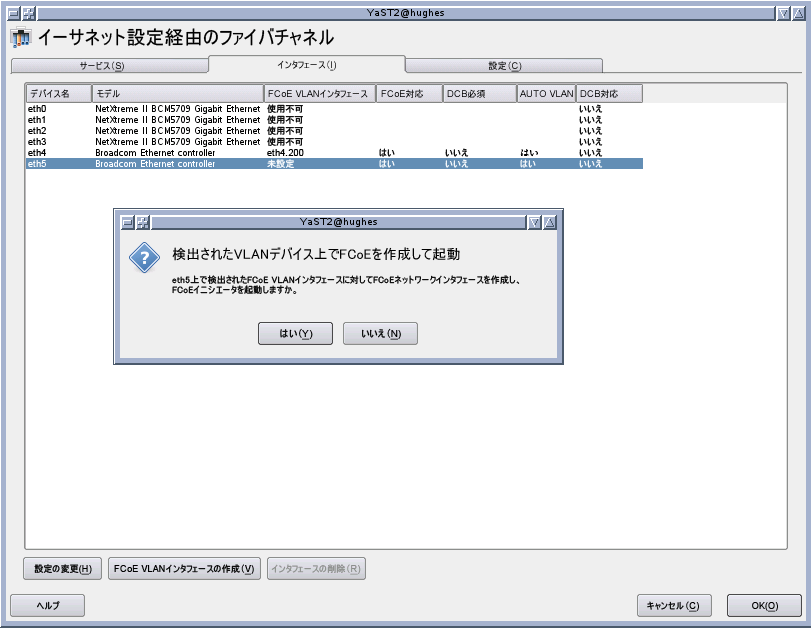 YaST2@hughes
イーサネット設定経由のファイバチャネル
サービス(S) インタフェース(I) 設定(C)
デバイス名 モデル FCoE VLANインタフェース FCoE対応 DCB必須 AUTO VLAN DCB対応
eth0 NetXtreme II BCM5709 Gigabit Ethernet 使用不可 いいえ
eth1 NetXtreme II BCM5709 Gigabit Ethernet 使用不可 いいえ
eth2 NetXtreme II BCM5709 Gigabit Ethernet 使用不可 いいえ
eth3 NetXtreme II BCM5709 Gigabit Ethernet 使用不可 いいえ
eth4 Broadcom Ethernet controller eth4.200 はい いいえ はい いいえ
eth5 Broadcom Ethernet controller 未設定 はい いいえ はい いいえ
YaST2@hughes
検出されたVLANデバイス上でFCoEを作成して起動
eth5上で検出されたFCoE VLANインタフェースに対してFCoEネットワークインタフェースを作成し、
FCoEイニシエータを起動しますか。
はい(Y) いいえ(N)
設定の変更(H) FCoE VLANインタフェースの作成(V) インタフェースの削除(R)
ヘルプ キャンセル(C) OK(O)